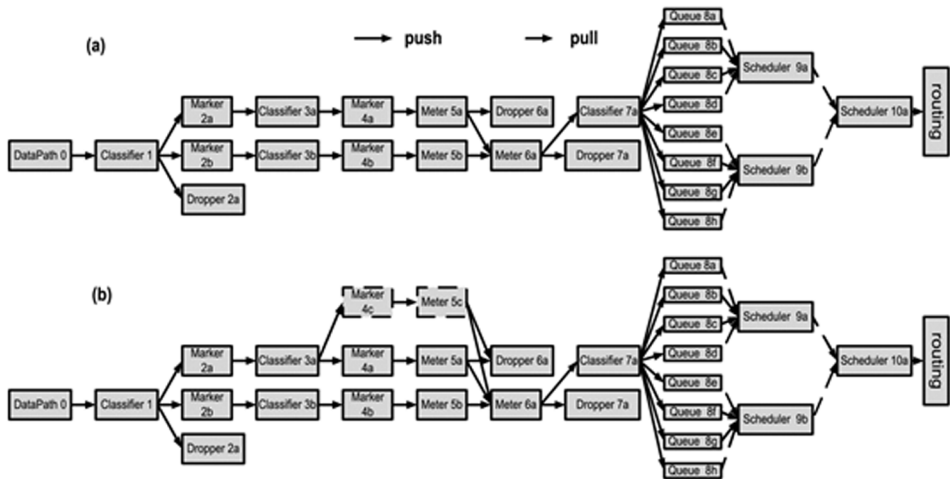 (a)
push
pull
DataPath 0
Classifier 1
Marker
2a
Marker
2b
Dropper 2a
Classifier 3a
Classifier 3b
Marker
4a
Marker
4b
Meter 5a
Meter 5b
Dropper 6a
Meter 6a
Classifier 7a
Dropper 7a
Queue 8a
Queue 8b
Queue 8c
Queue 8d
Queue 8e
Queue 8f
Queue 8g
Queue 8h
Scheduler 9a
Scheduler 9b
Scheduler 10a
routing
(b)
DataPath 0
Classifier 1
Marker
2a
Marker
2b
Dropper 2a
Classifier 3a
Classifier 3b
Marker
4c
Marker
4a
Marker
4b
Meter 5c
Meter 5a
Meter 5b
Dropper 6a
Meter 6a
Classifier 7a
Dropper 7a
Queue 8a
Queue 8b
Queue 8c
Queue 8d
Queue 8e
Queue 8f
Queue 8g
Queue 8h
Scheduler 9a
Scheduler 9b
Scheduler 10a
routing